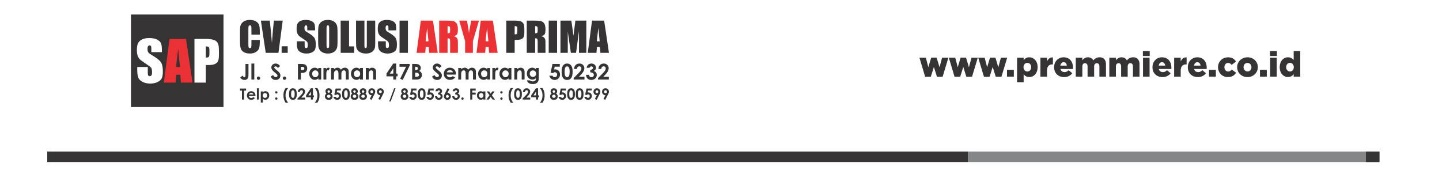 SAP
CV. SOLUSI ARYA PRIMA
Jl. S. Parman 47B Semarang 50232
Telp : (024) 8508899 / 8505363. Fax : (024) 8500599
www.premmiere.co.id